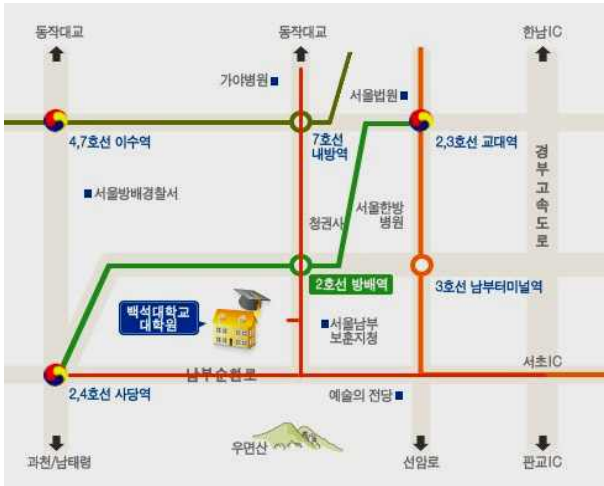 동작대교
동작대교
한남IC
가야병원
서울법원
4,7호선 이수역
7호선
내방역
2,3호선 교대역
경부고속도로
서울방배경찰서
청권사
서울한방
병원
2호선 방배역
3호선 남부터미널역
백석대학교
대학원
서울남부
보훈지청
서초IC
남부순환로
2,4호선 사당역
예술의 전당
우면산
과천/남태령
선암로
판교IC